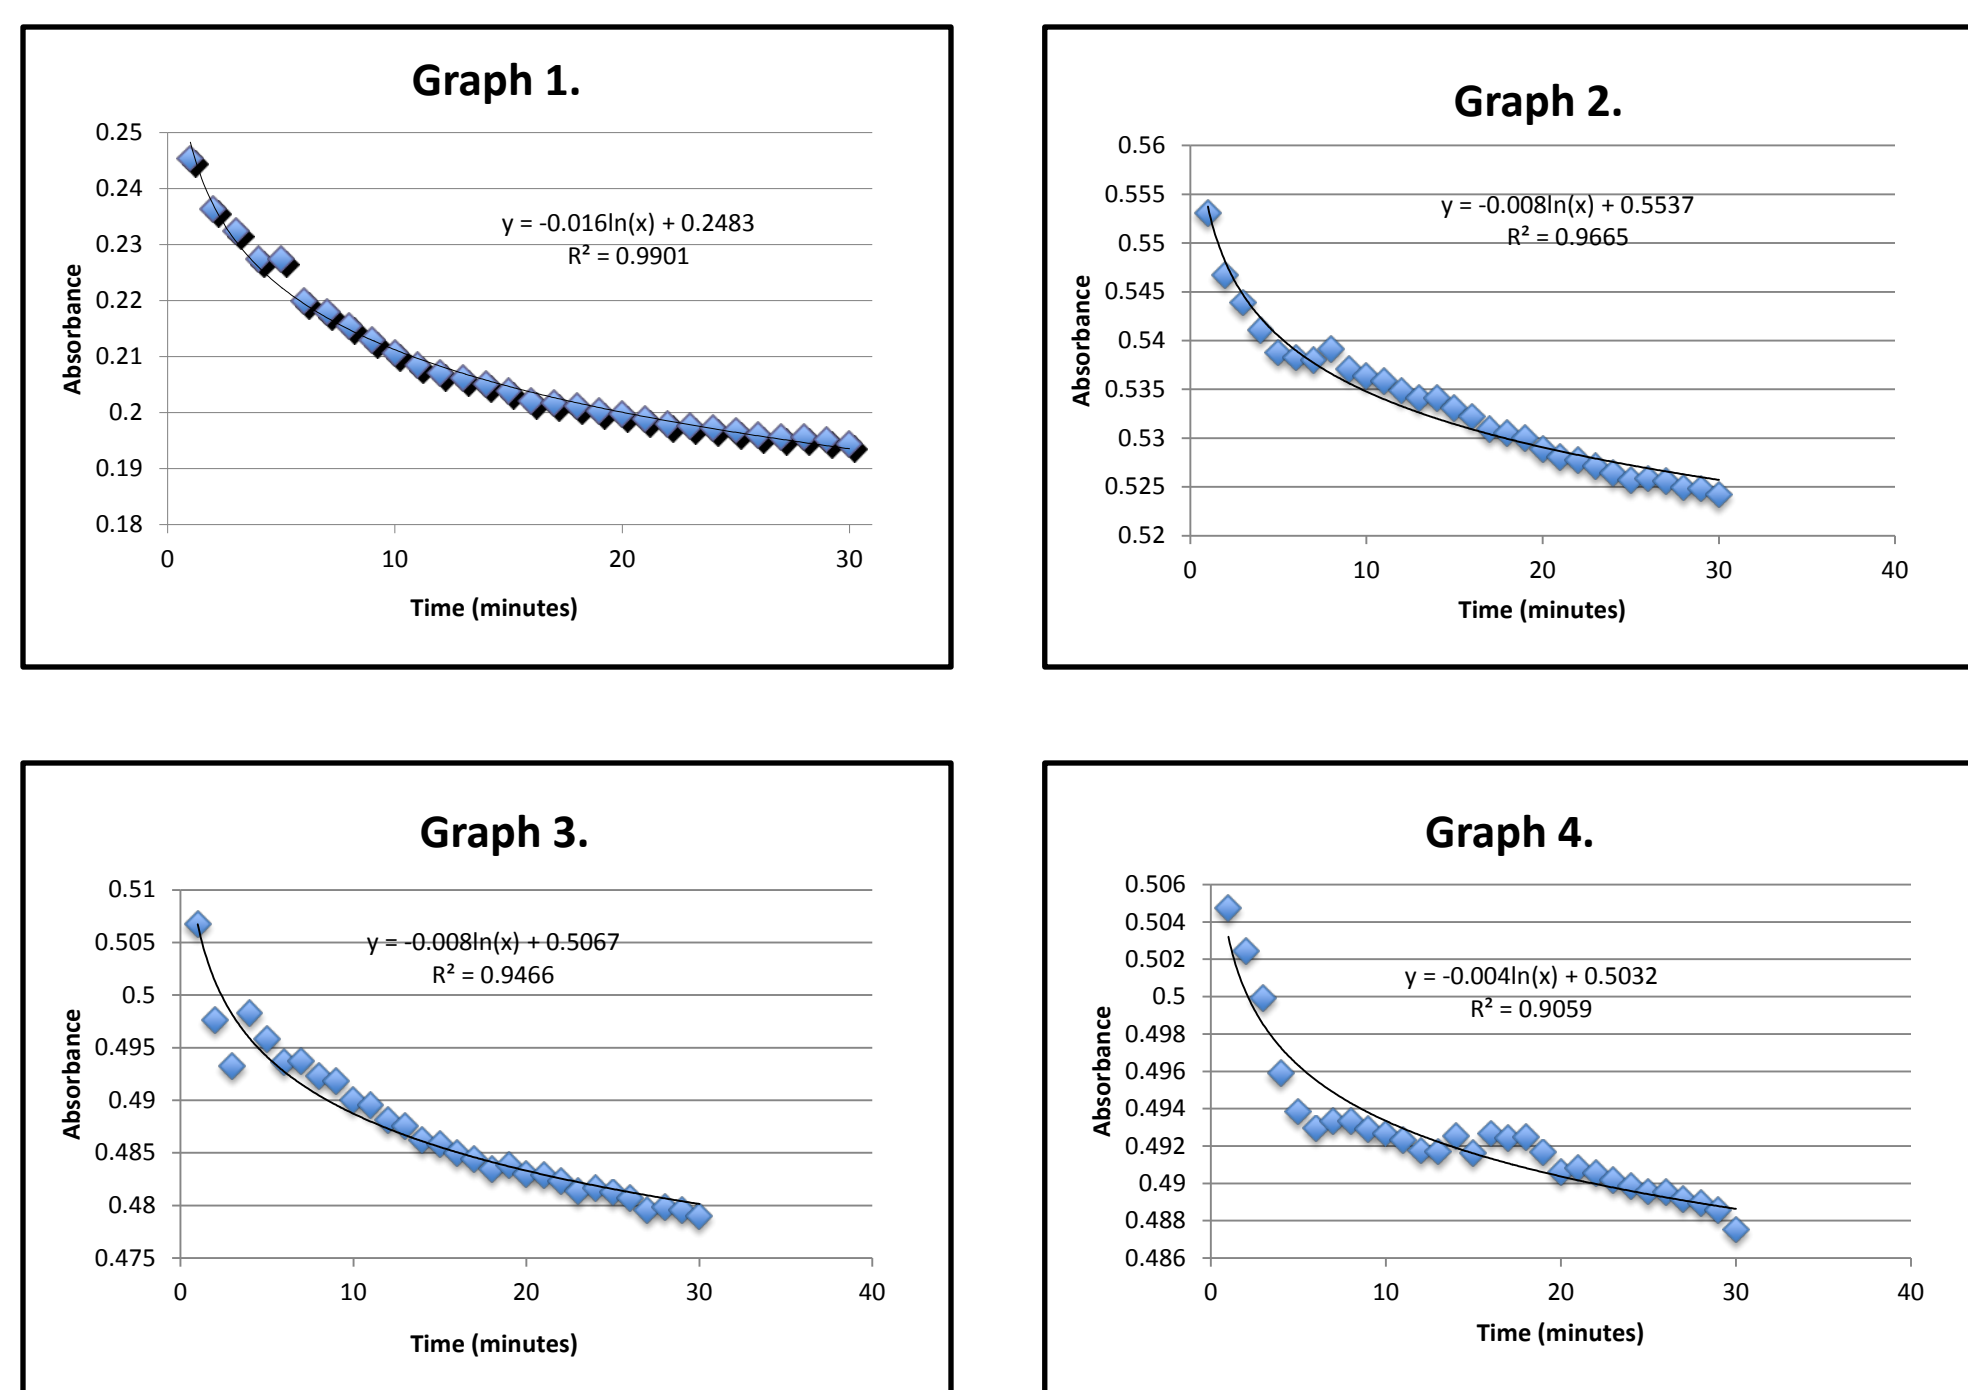 Graph 1.
0.25
0.24
0.23
0.22
0.21
0.2
0.19
0.18
Absorbance
y = -0.016ln(x) + 0.2483
R² = 0.9901
0 10 20 30
Time (minutes)
Graph 2.
0.56
0.555
0.55
0.545
0.54
0.535
0.53
0.525
0.52
Absorbance
y = -0.008ln(x) + 0.5537
R² = 0.9665
0 10 20 30 40
Time (minutes)
Graph 3.
0.51
0.505
0.5
0.495
0.49
0.485
0.48
0.475
Absorbance
y = -0.008ln(x) + 0.5067
R² = 0.9466
0 10 20 30 40
Time (minutes)
Graph 4.
0.506
0.504
0.502
0.5
0.498
0.496
0.494
0.492
0.49
0.488
0.486
Absorbance
y = -0.004ln(x) + 0.5032
R² = 0.9059
0 10 20 30 40
Time (minutes)